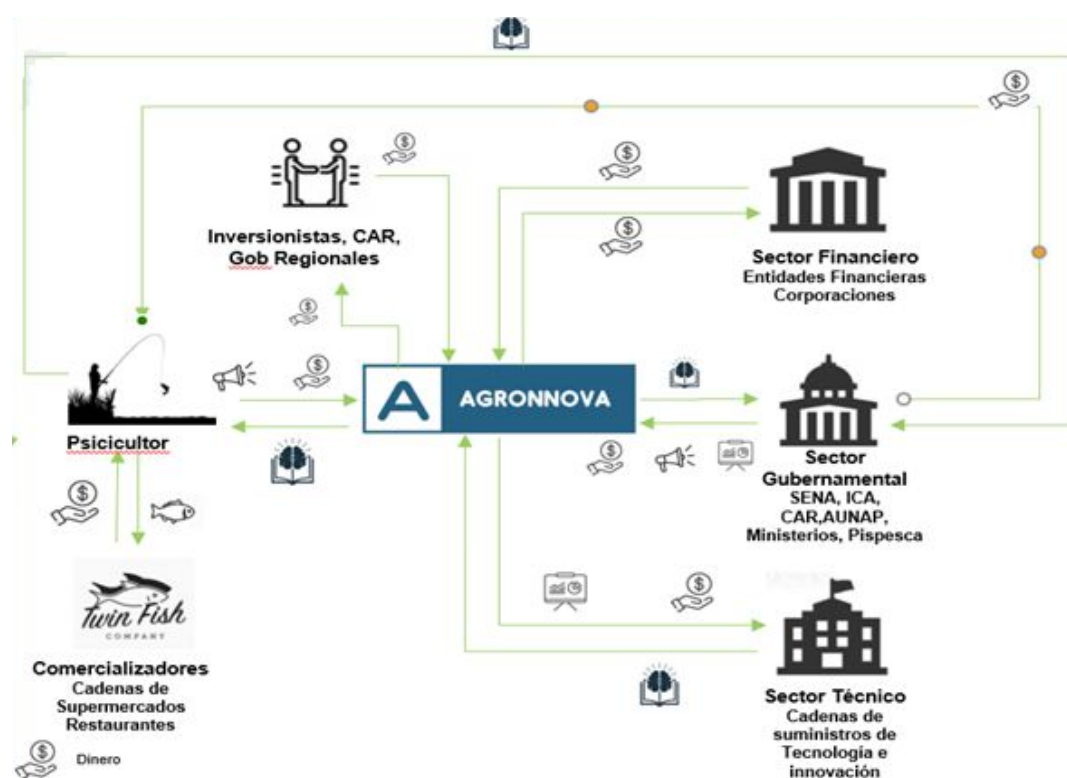 Inversionistas, CAR,
Gob Regionales
Sector Financiero
Entidades Financieras
Corporaciones
A AGRONNOVA
Psicicultor
Sector
Gubernamental
SENA, ICA,
CAR,AUNAP,
Ministerios, Pispesca
Twin Fish
COMPANY
Comercializadores
Cadenas de
Supermercados
Restaurantes
Sector Técnico
Cadenas de
suministros de
Tecnología e
innovación
Dinero